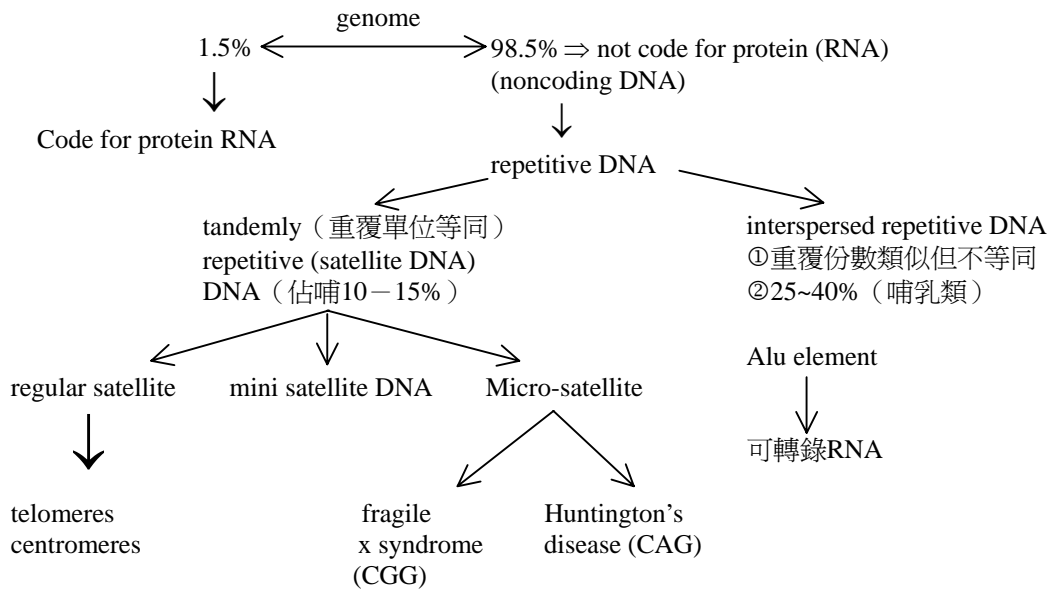 genome
1.5%
98.5% ⇒ not code for protein (RNA)
(noncoding DNA)
Code for protein RNA
repetitive DNA
tandemly（重覆單位等同）
repetitive (satellite DNA)
DNA（佔哺10－15%）
interspersed repetitive DNA
①重覆份數類似但不等同
②25~40%（哺乳類）
Alu element
regular satellite
mini satellite DNA
Micro-satellite
可轉錄RNA
telomeres
centromeres
fragile
x syndrome
(CGG)
Huntington's
disease (CAG)